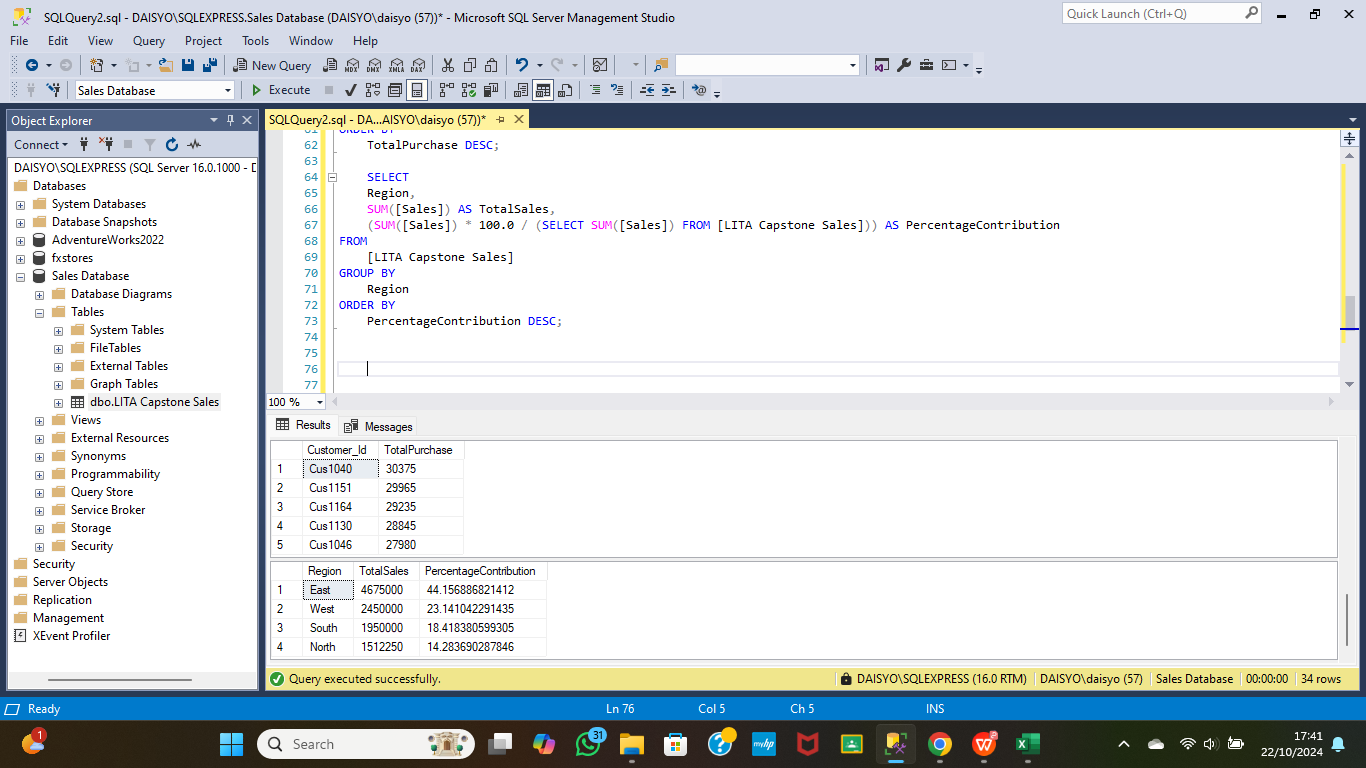 SQLQuery2.sql - DAISYO\SQLEXPRESS.Sales Database (DAISYO\daisyo (57))* - Microsoft SQL Server Management Studio
Quick Launch (Ctrl+Q)
File Edit View Query Project Tools Window Help
New Query MDX DMX XMLA DAX
Sales Database Execute
Object Explorer
SQLQuery2.sql - DA...AISYO\daisyo (57))*
Connect
DAISYO\SQLEXPRESS (SQL Server 16.0.1000 - D
Databases
System Databases
Database Snapshots
AdventureWorks2022
fxstores
Sales Database
Database Diagrams
Tables
System Tables
FileTables
External Tables
Graph Tables
dbo.LITA Capstone Sales
Views
External Resources
Synonyms
Programmability
Query Store
Service Broker
Storage
Security
Security
Server Objects
Replication
Management
XEvent Profiler
61 ORDER BY
62 TotalPurchase DESC;
63
64 SELECT
65 Region,
66 SUM([Sales]) AS TotalSales,
67 (SUM([Sales]) * 100.0 / (SELECT SUM([Sales]) FROM [LITA Capstone Sales])) AS PercentageContribution
68 FROM
69 [LITA Capstone Sales]
70 GROUP BY
71 Region
72 ORDER BY
73 PercentageContribution DESC;
74
75
76
77
100 %
Results Messages
Customer_Id TotalPurchase
1 Cus1040 30375
2 Cus1151 29965
3 Cus1164 29235
4 Cus1130 28845
5 Cus1046 27980
Region TotalSales PercentageContribution
1 East 4675000 44.156886821412
2 West 2450000 23.141042291435
3 South 1950000 18.418380599305
4 North 1512250 14.283690287846
Query executed successfully. DAISYO\SQLEXPRESS (16.0 RTM) DAISYO\daisyo (57) Sales Database 00:00:00 34 rows
Ready Ln 76 Col 5 Ch 5 INS
1
Search
31
myhp
17:41
22/10/2024